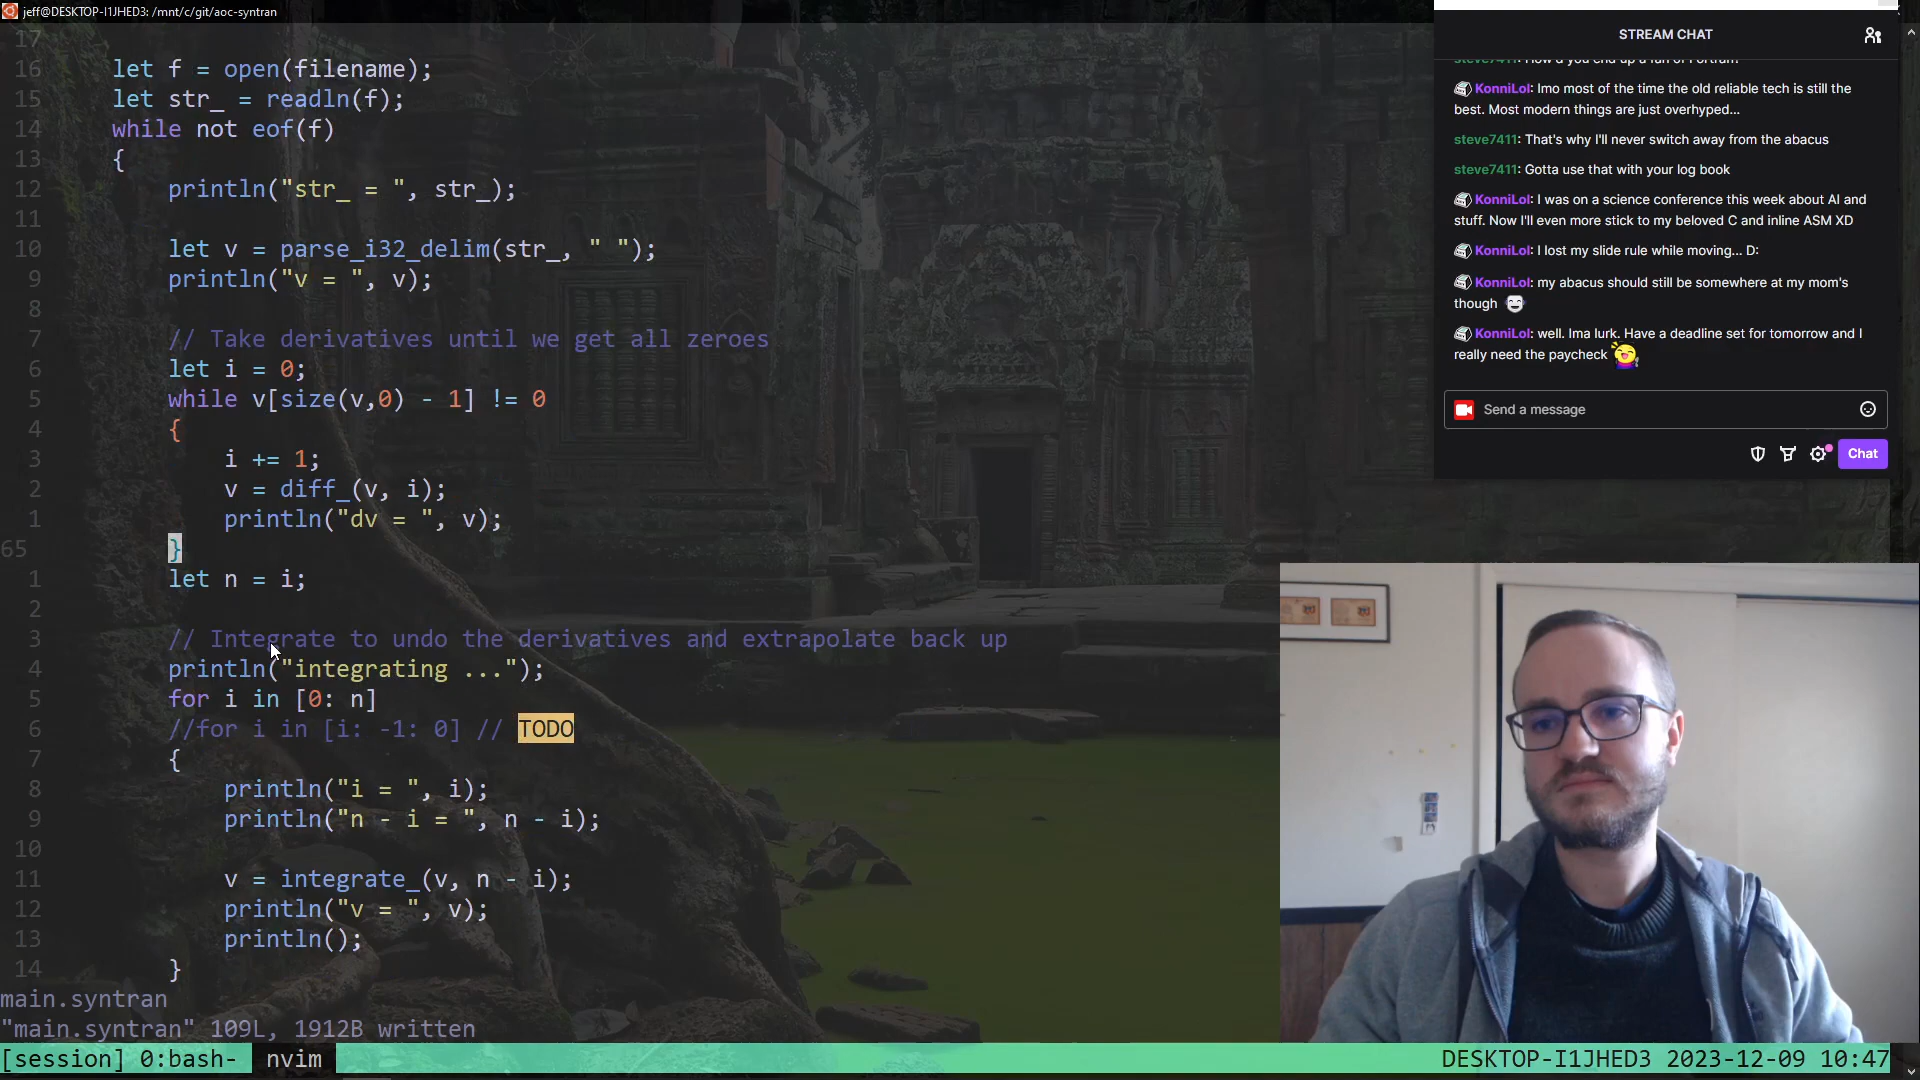 jeff@DESKTOP-I1JHED3: /mnt/c/git/aoc-syntran
17
16 let f = open(filename);
15 let str_ = readln(f);
14 while not eof(f)
13 {
12 println("str_ = ", str_);
11
10 let v = parse_i32_delim(str_, " ");
9 println("v = ", v);
8
7 // Take derivatives until we get all zeroes
6 let i = 0;
5 while v[size(v,0) - 1] != 0
4 {
3 i += 1;
2 v = diff_(v, i);
1 println("dv = ", v);
65 }
1 let n = i;
2
3 // Integrate to undo the derivatives and extrapolate back up
4 println("integrating ...");
5 for i in [0: n]
6 //for i in [i: -1: 0] // TODO
7 {
8 println("i = ", i);
9 println("n - i = ", n - i);
10
11 v = integrate_(v, n - i);
12 println("v = ", v);
13 println();
14 }
main.syntran
"main.syntran" 109L, 1912B written
[session] 0:bash- nvim
DESKTOP-I1JHED3 2023-12-09 10:47
STREAM CHAT
KonniLol: Imo most of the time the old reliable tech is still the
best. Most modern things are just overhyped...
steve7411: That's why I'll never switch away from the abacus
steve7411: Gotta use that with your log book
KonniLol: I was on a science conference this week about AI and
stuff. Now I'll even more stick to my beloved C and inline ASM XD
KonniLol: I lost my slide rule while moving... D:
KonniLol: my abacus should still be somewhere at my mom's
though
KonniLol: well. Ima lurk. Have a deadline set for tomorrow and I
really need the paycheck
Send a message
Chat